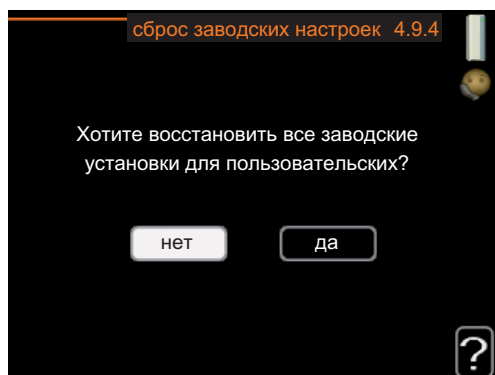 сброс заводских настроек 4.9.4
Хотите восстановить все заводские
установки для пользовательских?
нет
да
?